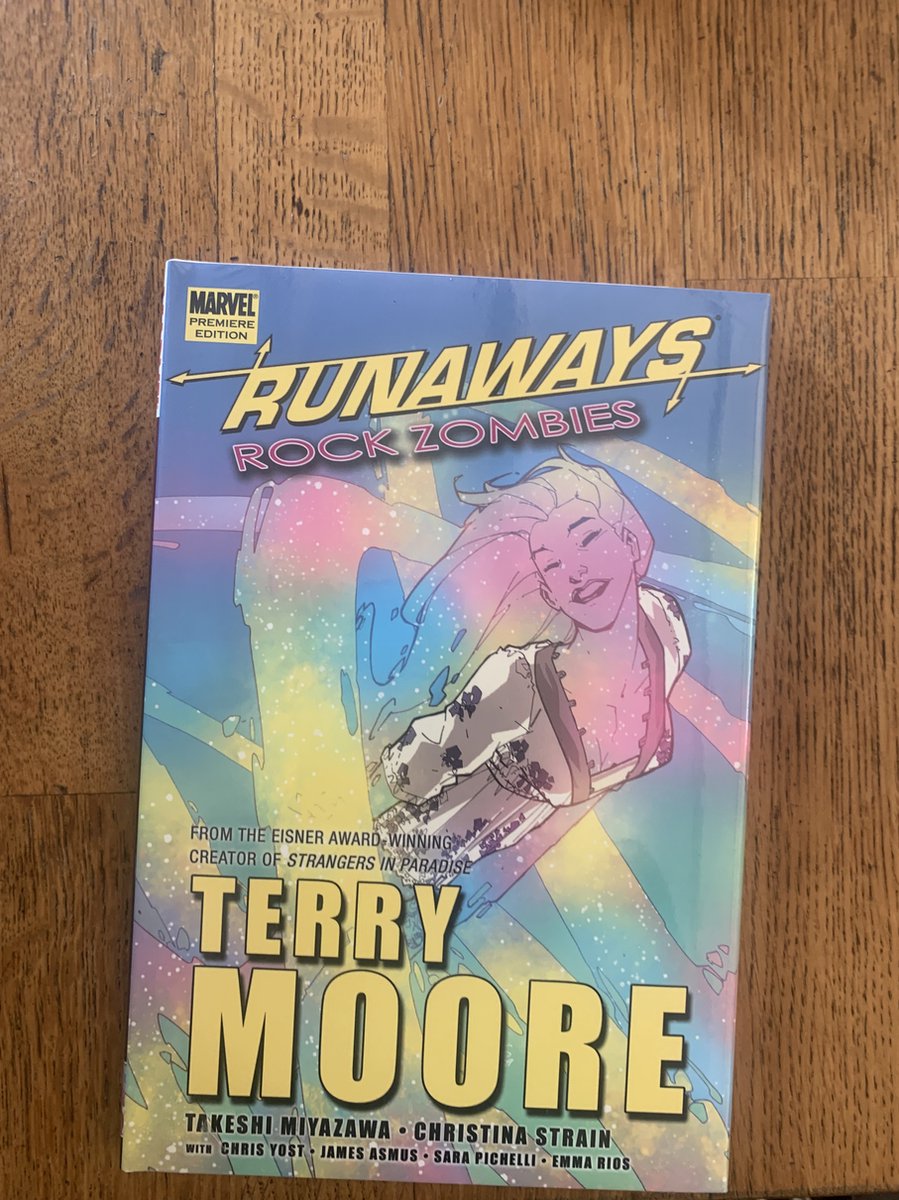 MARVEL®
PREMIERE
EDITION
RUNAWAYS
ROCK ZOMBIES
FROM THE EISNER AWARD-WINNING
CREATOR OF STRANGERS IN PARADISE
TERRY
MOORE
TAKESHI MIYAZAWA • CHRISTINA STRAIN
WITH CHRIS YOST • JAMES ASMUS • SARA PICHELLI • EMMA RIOS